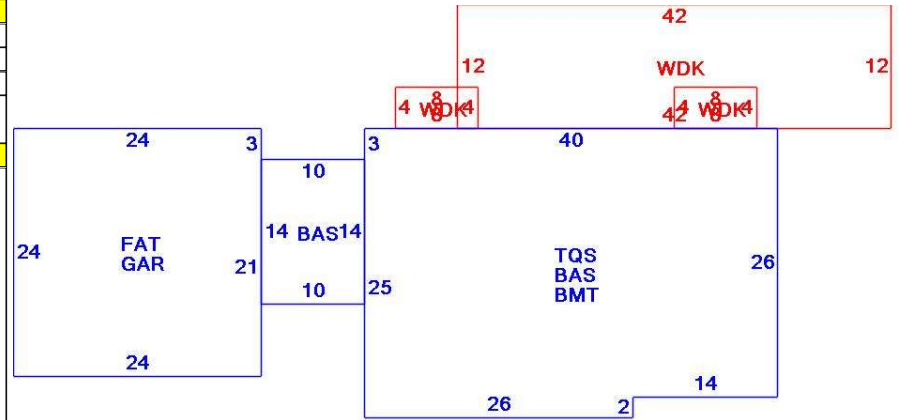 42
12 WDK 12
4 8 WDK 8 4
42 4 8 WDK 8 4
24 3 3 40
10
24 FAT GAR 21
14 BAS 14
10
25 TQS BAS BMT 26
24
26 2 14